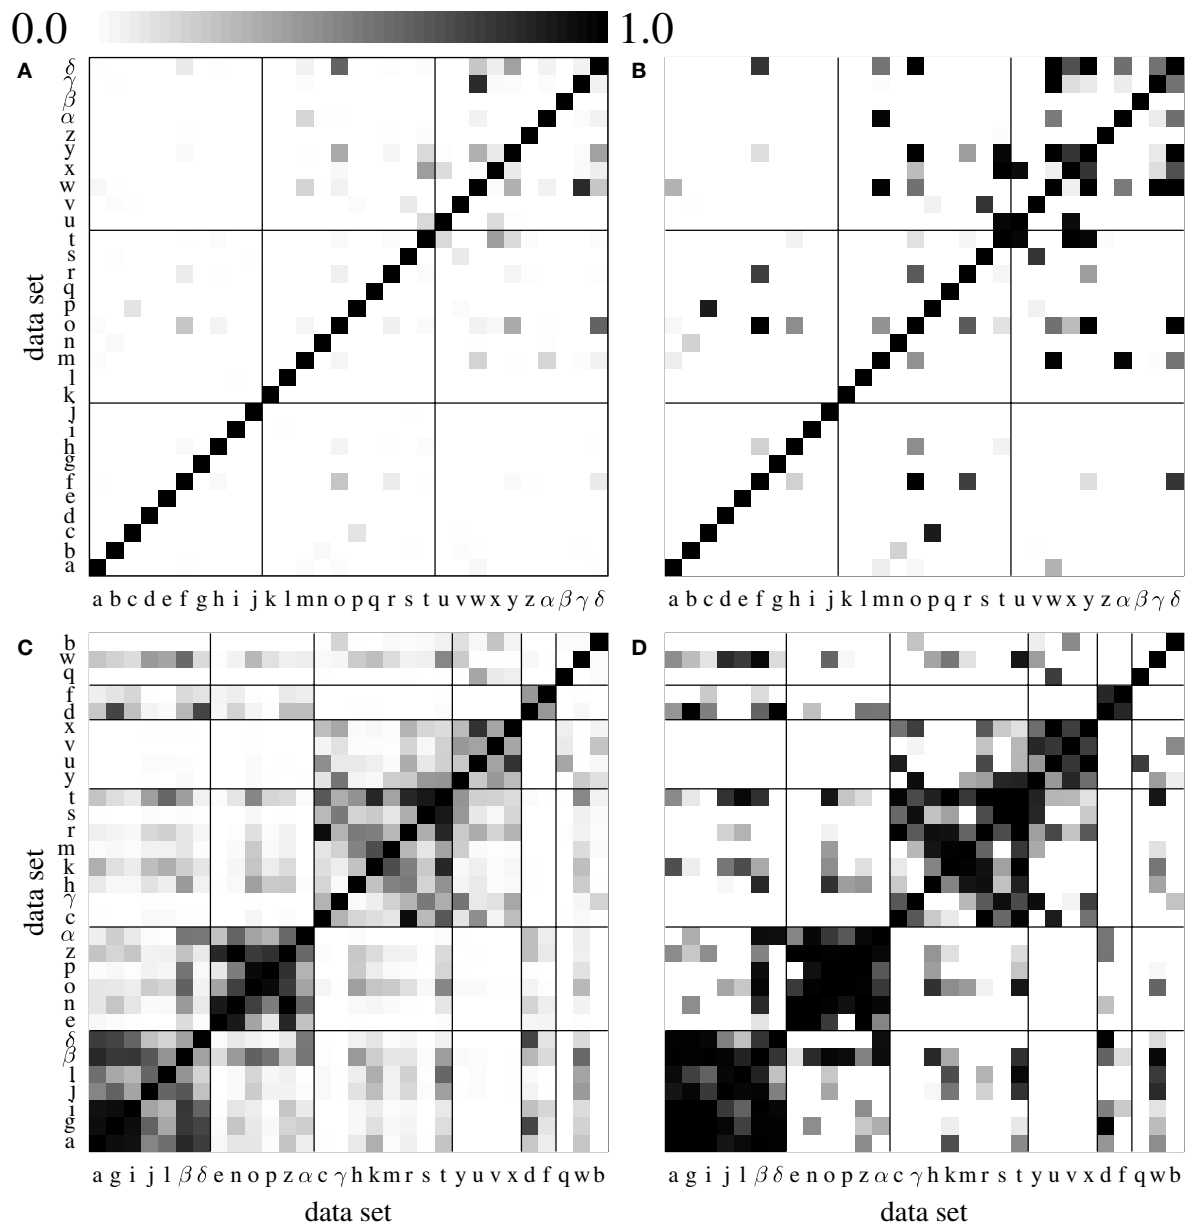 0.0 1.0
A B
δ
γ
β
α
z
y
x
w
v
u
t
s
r
q
p
o
n
m
l
k
j
i
h
g
f
e
d
c
b
a
data set
a b c d e f g h i j k l m n o p q r s t u v w x y z α β γ δ
a b c d e f g h i j k l m n o p q r s t u v w x y z α β γ δ
C D
b
w
q
f
d
x
v
u
y
t
s
r
m
k
h
γ
c
α
z
p
o
n
e
δ
β
l
j
i
g
a
data set
a g i j l β δ e n o p z α c γ h k m r s t y u v x d f q w b
a g i j l β δ e n o p z α c γ h k m r s t y u v x d f q w b
data set data set